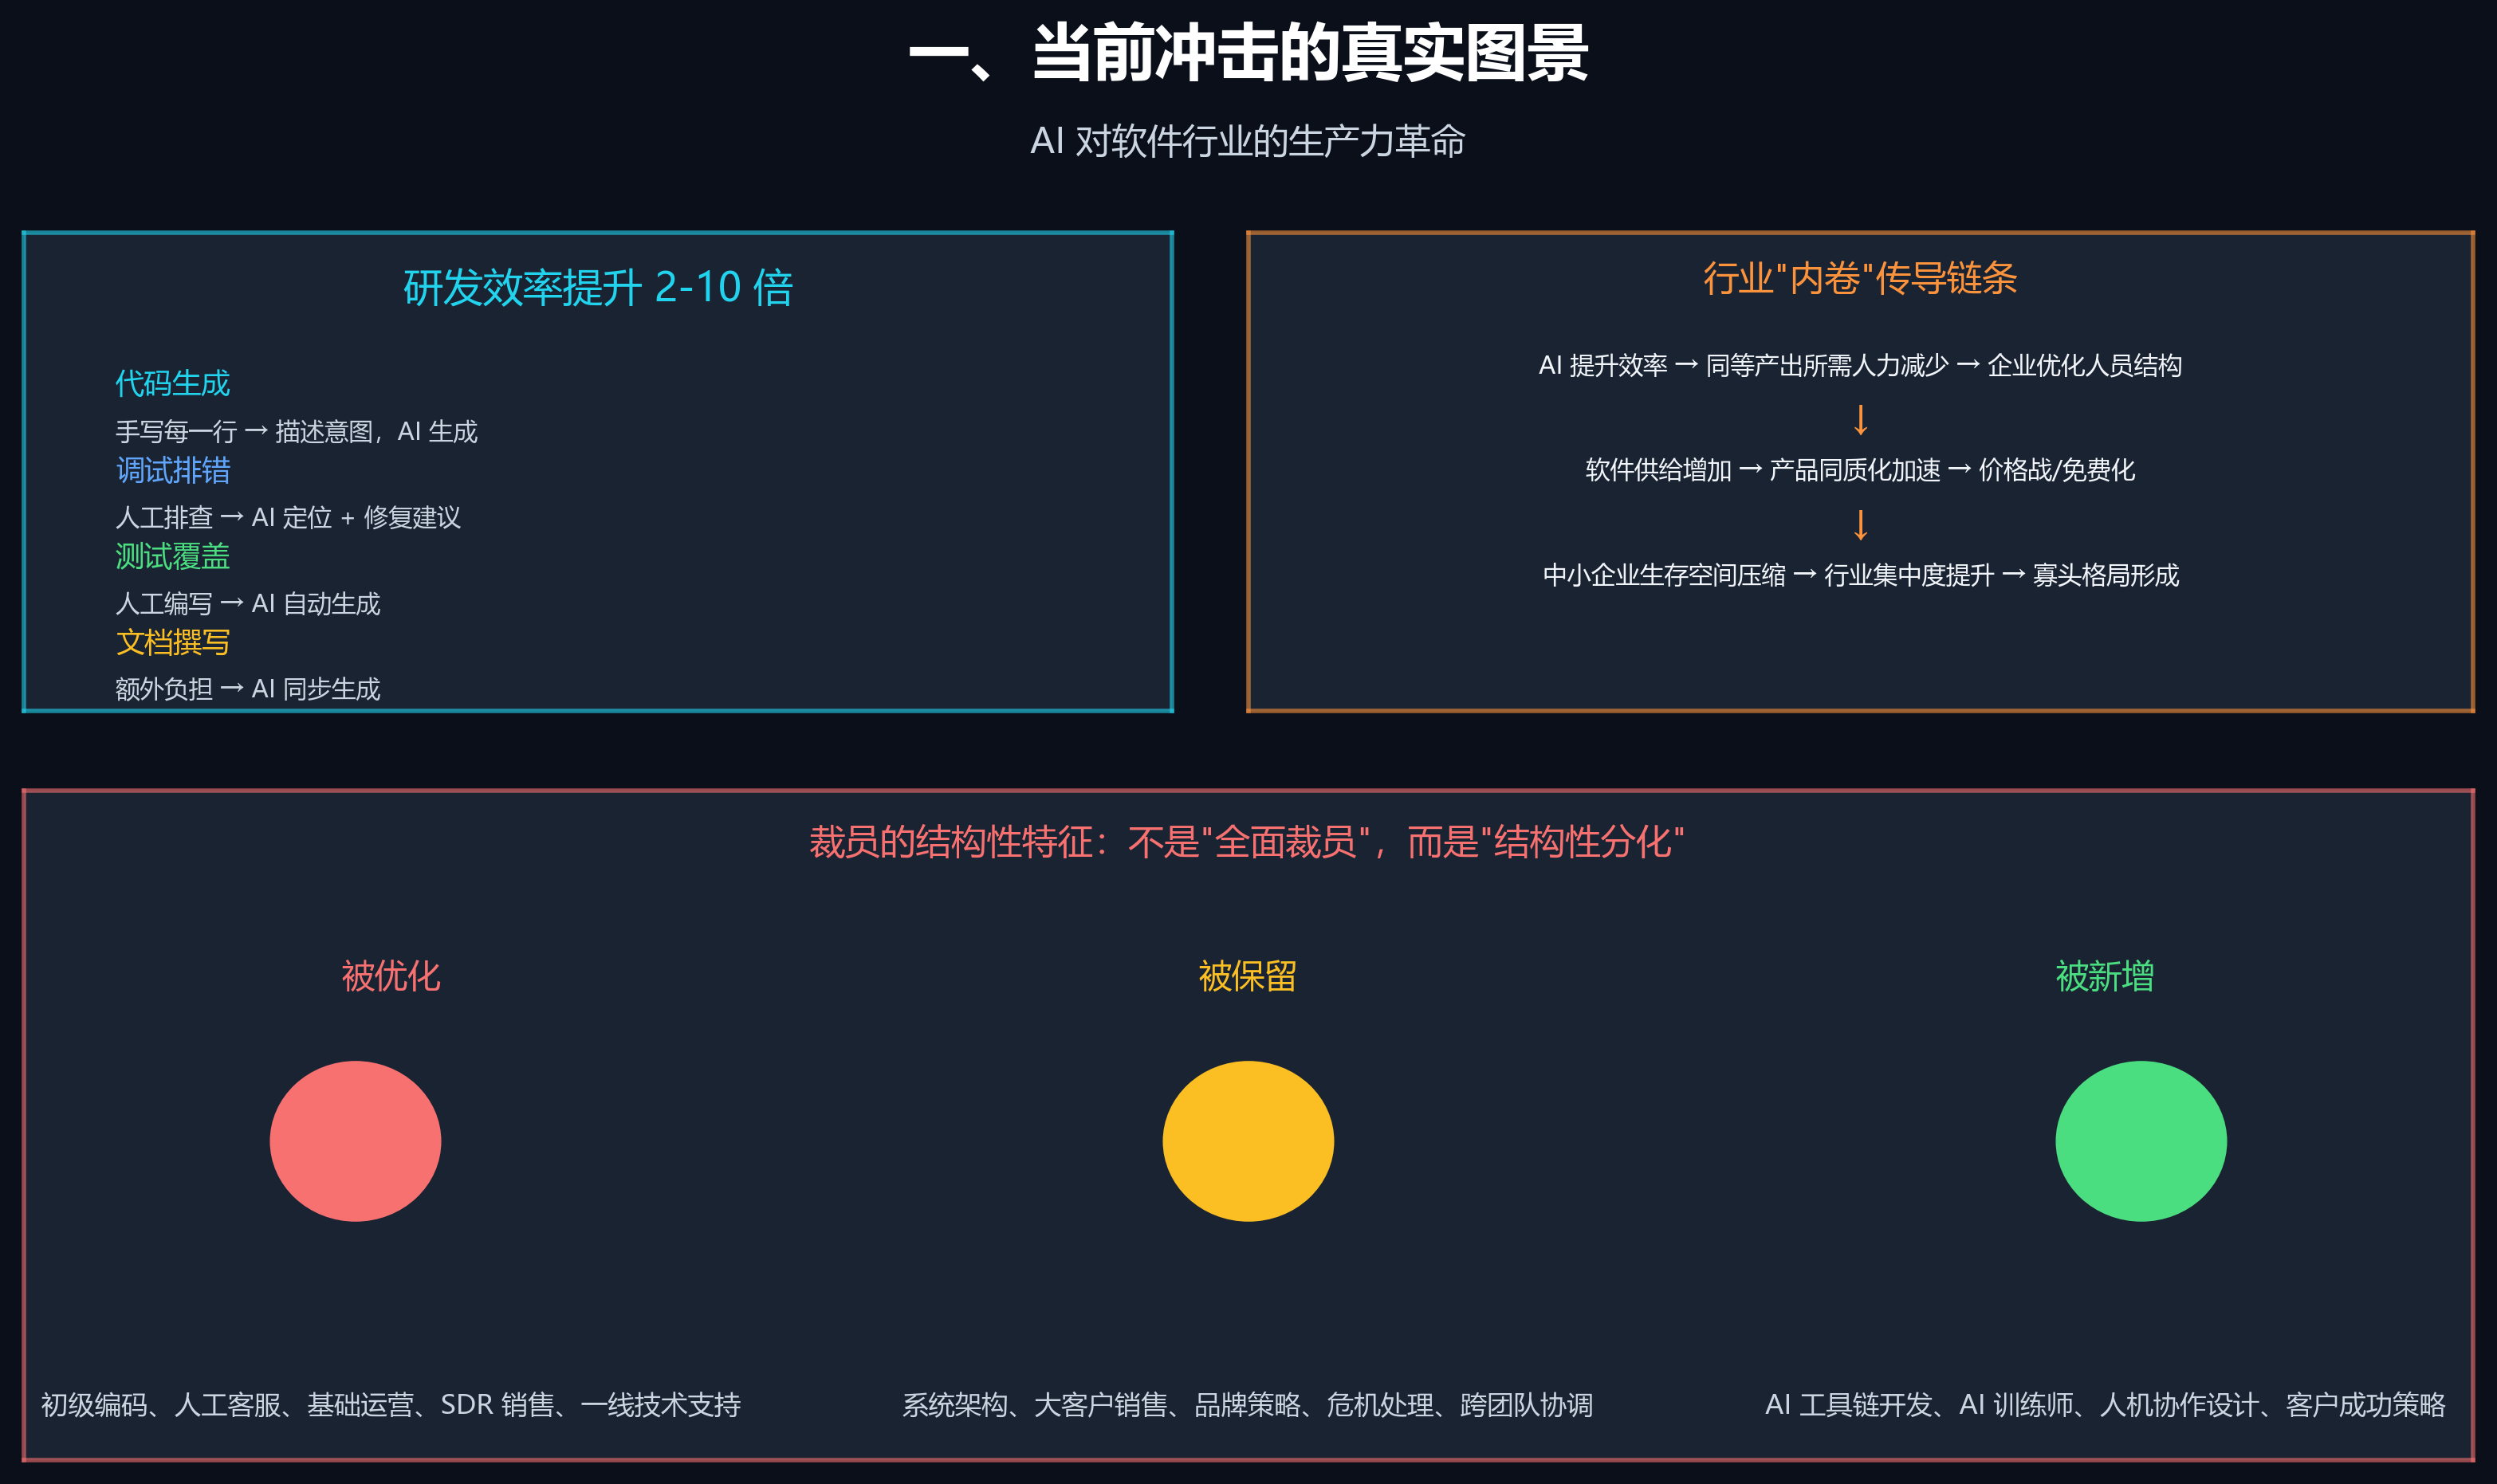 一、当前冲击的真实图景
AI 对软件行业的生产力革命
研发效率提升 2-10 倍
代码生成
手写每一行 → 描述意图，AI 生成
调试排错
人工排查 → AI 定位 + 修复建议
测试覆盖
人工编写 → AI 自动生成
文档撰写
额外负担 → AI 同步生成
行业"内卷"传导链条
AI 提升效率 → 同等产出所需人力减少 → 企业优化人员结构
↓
软件供给增加 → 产品同质化加速 → 价格战/免费化
↓
中小企业生存空间压缩 → 行业集中度提升 → 寡头格局形成
裁员的结构性特征：不是"全面裁员"，而是"结构性分化"
被优化
初级编码、人工客服、基础运营、SDR 销售、一线技术支持
被保留
系统架构、大客户销售、品牌策略、危机处理、跨团队协调
被新增
AI 工具链开发、AI 训练师、人机协作设计、客户成功策略